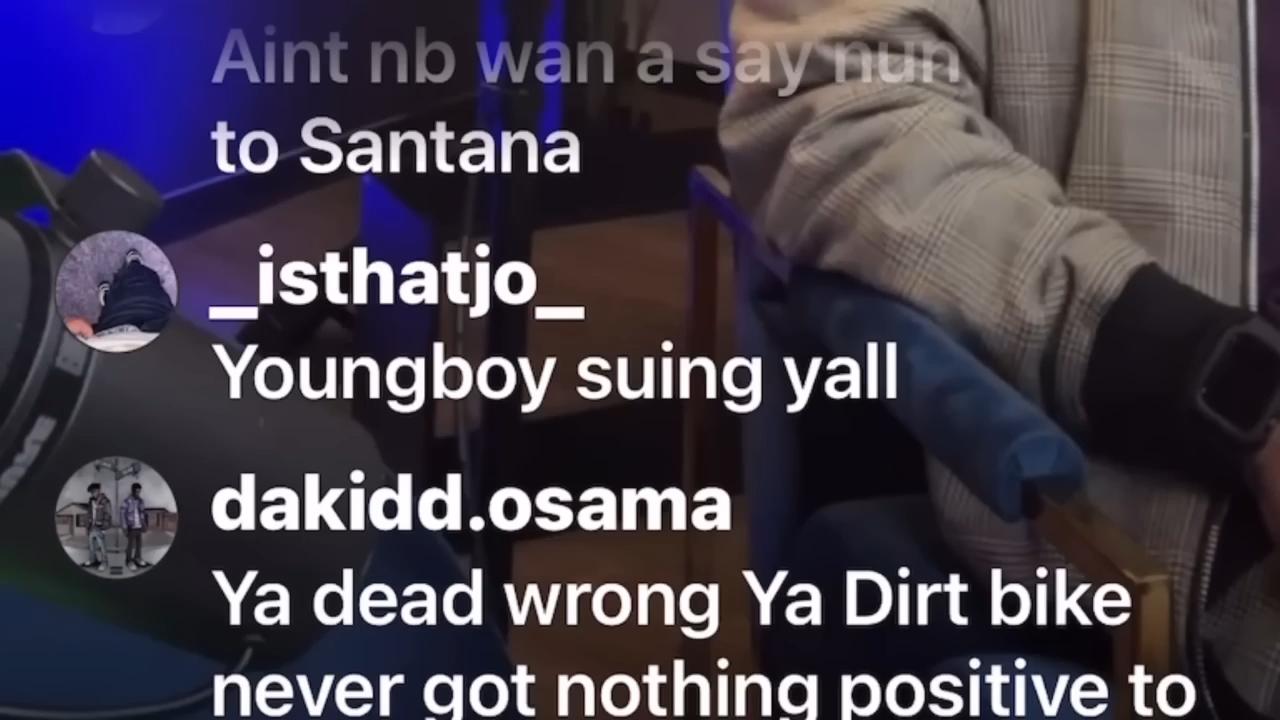 Aint nb wan a say nun
to Santana
_isthatjo_
Youngboy suing yall
dakidd.osama
Ya dead wrong Ya Dirt bike
never got nothing positive to